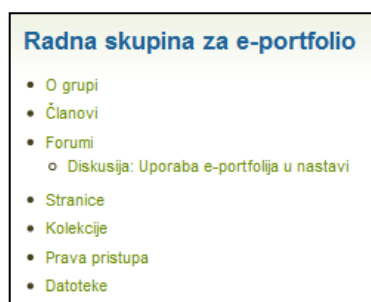 Radna skupina za e-portfolio
O grupi
Članovi
Forumi
Diskusija: Uporaba e-portfolija u nastavi
Stranice
Kolekcije
Prava pristupa
Datoteke